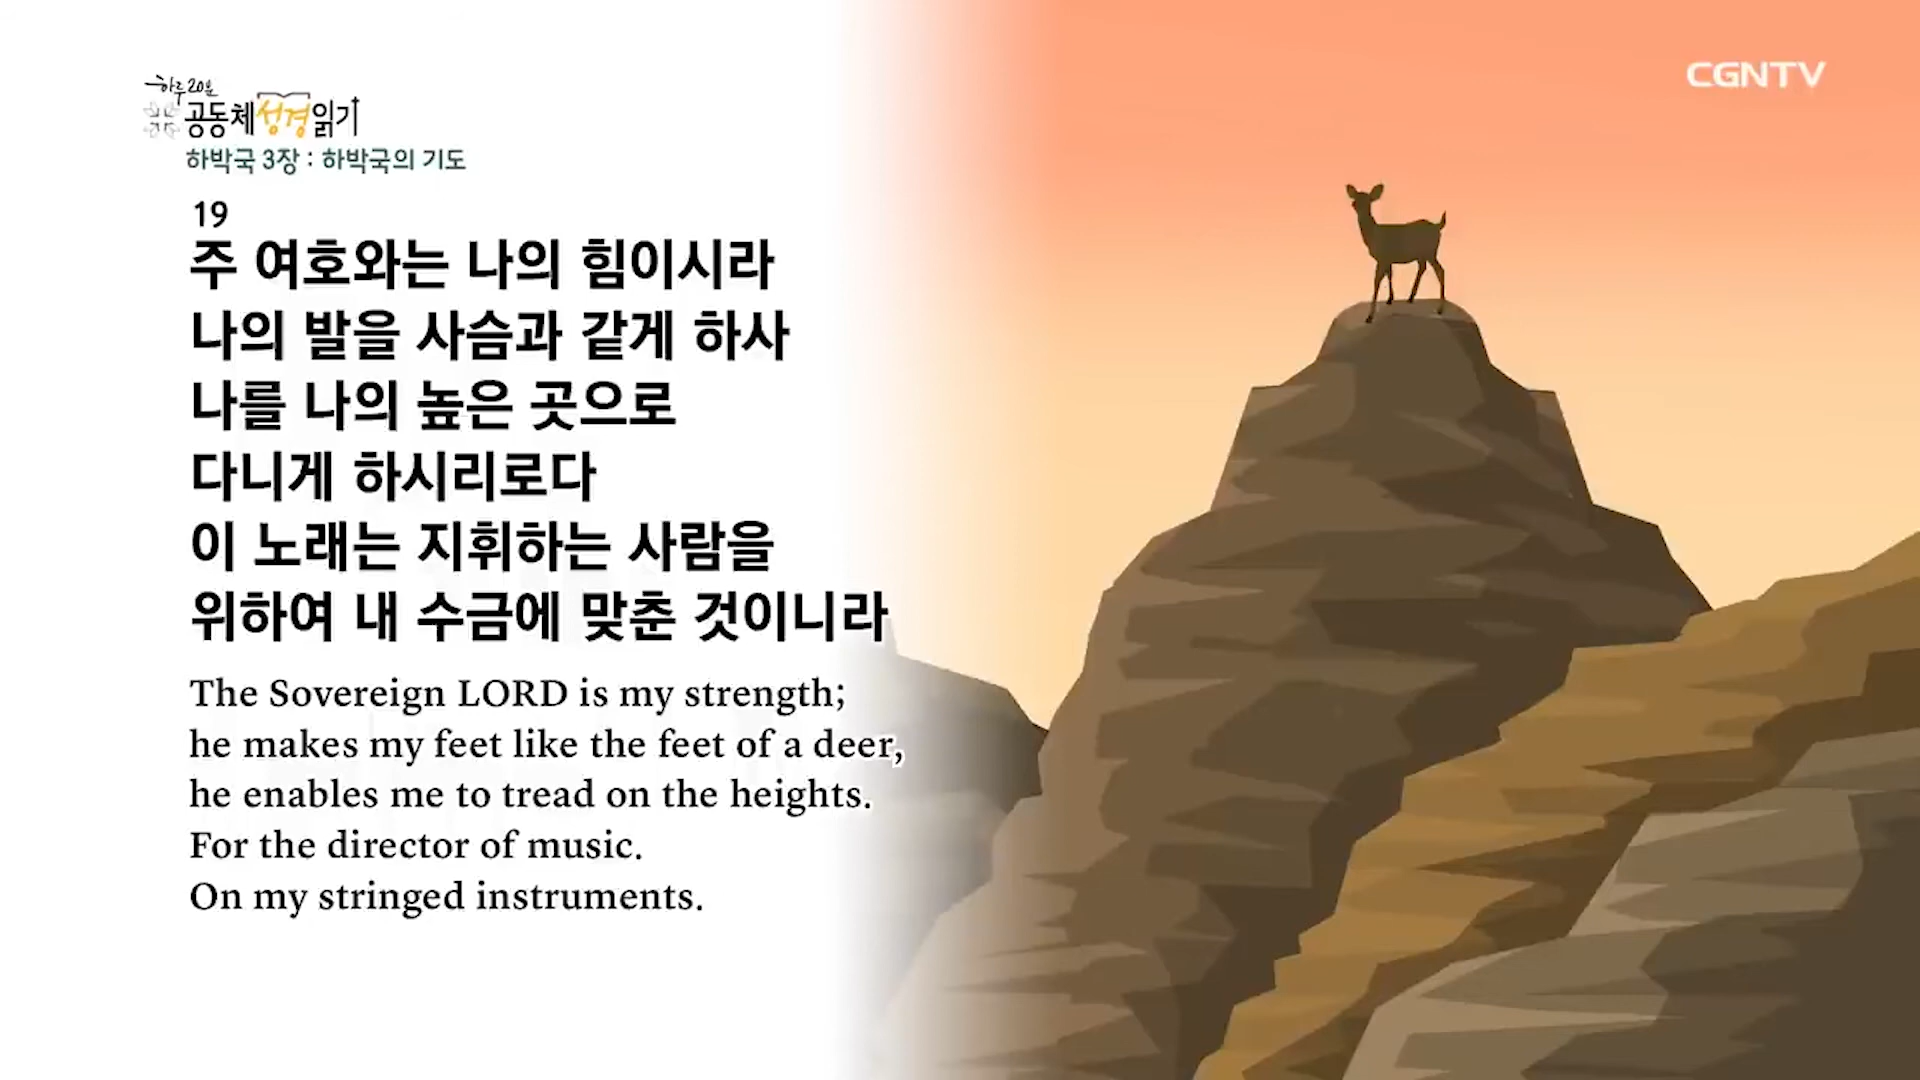 하루 20분
공동체성경읽기
CGNTV
하박국 3장 : 하박국의 기도
19
주 여호와는 나의 힘이시라
나의 발을 사슴과 같게 하사
나를 나의 높은 곳으로
다니게 하시리로다
이 노래는 지휘하는 사람을
위하여 내 수금에 맞춘 것이니라
The Sovereign LORD is my strength;
he makes my feet like the feet of a deer,
he enables me to tread on the heights.
For the director of music.
On my stringed instruments.